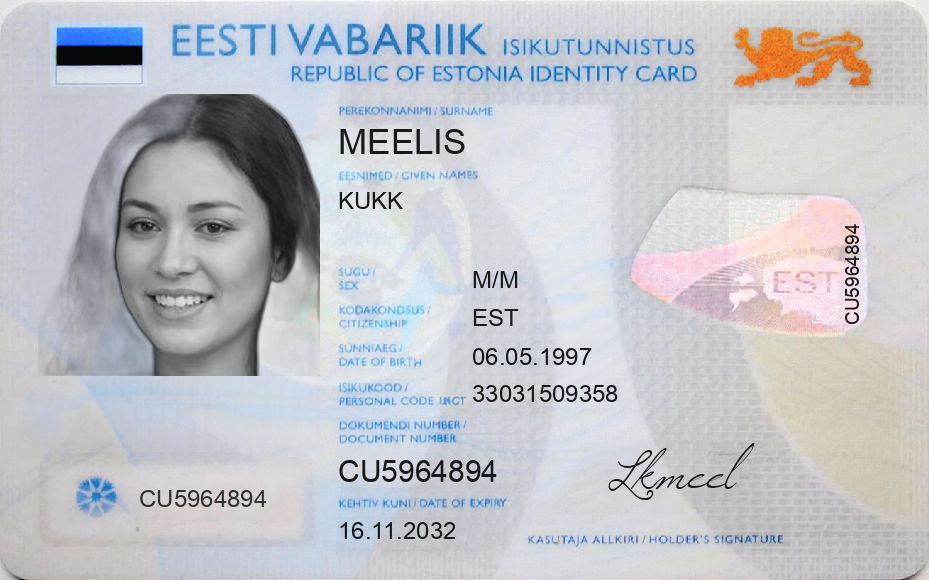 EESTI VABARIIK ISIKUTUNNISTUS
REPUBLIC OF ESTONIA IDENTITY CARD
PEREKONNANIMI / SURNAME
MEELIS
EESNIMED / GIVEN NAMES
KUKK
SUGU /
SEX
M/M
KODAKONDSUS /
CITIZENSHIP
EST
SÜNNIAEG /
DATE OF BIRTH
06.05.1997
ISIKUKOOD /
PERSONAL CODE
33031509358
DOKUMENDI NUMBER /
DOCUMENT NUMBER
CU5964894
KEHTIV KUNI / DATE OF EXPIRY
16.11.2032
CU5964894
EST
CU5964894
KASUTAJA ALLKIRI / HOLDER'S SIGNATURE